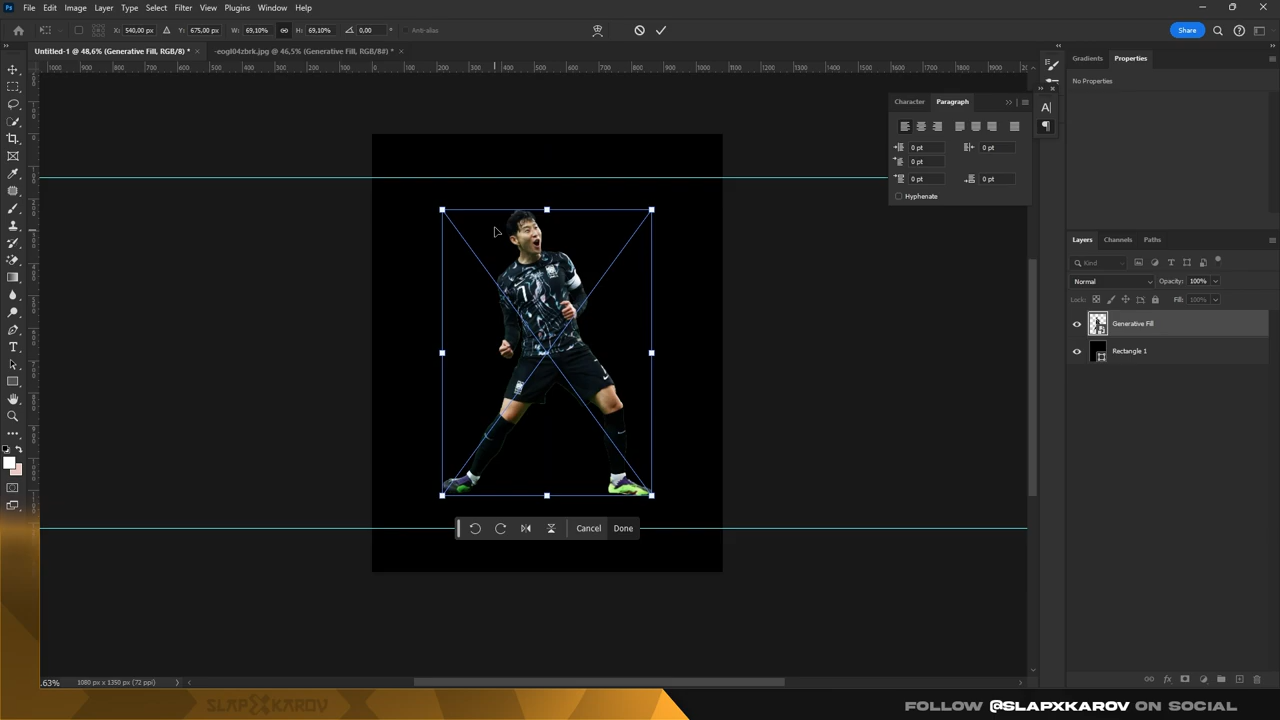 Ps File Edit Image Layer Type Select Filter View Plugins Window Help
X: 540,00 px Y: 675,00 px W: 69,10% H: 69,10% 0,00 ° Anti-alias Share
Untitled-1 @ 48,6% (Generative Fill, RGB/8) * × -eogl04zbrk.jpg @ 46,5% (Generative Fill, RGB/8#) * ×
Gradients Properties
No Properties
Character Paragraph
0 pt 0 pt
0 pt
0 pt 0 pt
Hyphenate
Layers Channels Paths
Kind
Normal Opacity: 100%
Lock: Fill: 100%
Generative Fill
Rectangle 1
7
Cancel Done
.63% 1080 px x 1350 px (72 ppi)
SLAPXKAROV
FOLLOW @SLAPXKAROV ON SOCIAL